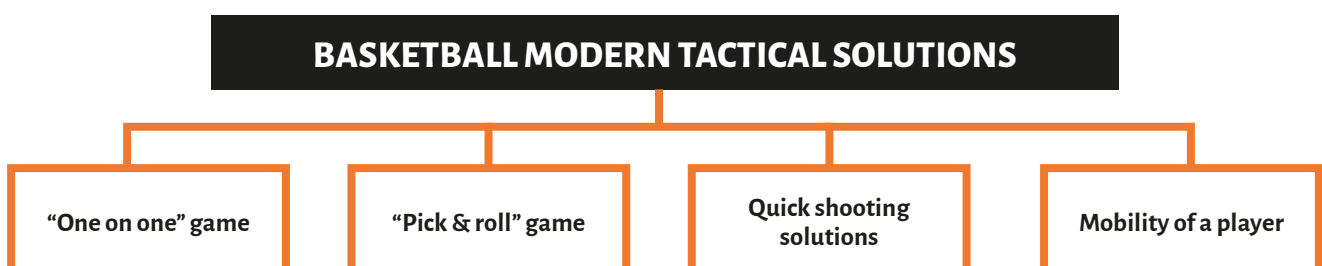 BASKETBALL MODERN TACTICAL SOLUTIONS
“One on one” game
“Pick & roll” game
Quick shooting
solutions
Mobility of a player